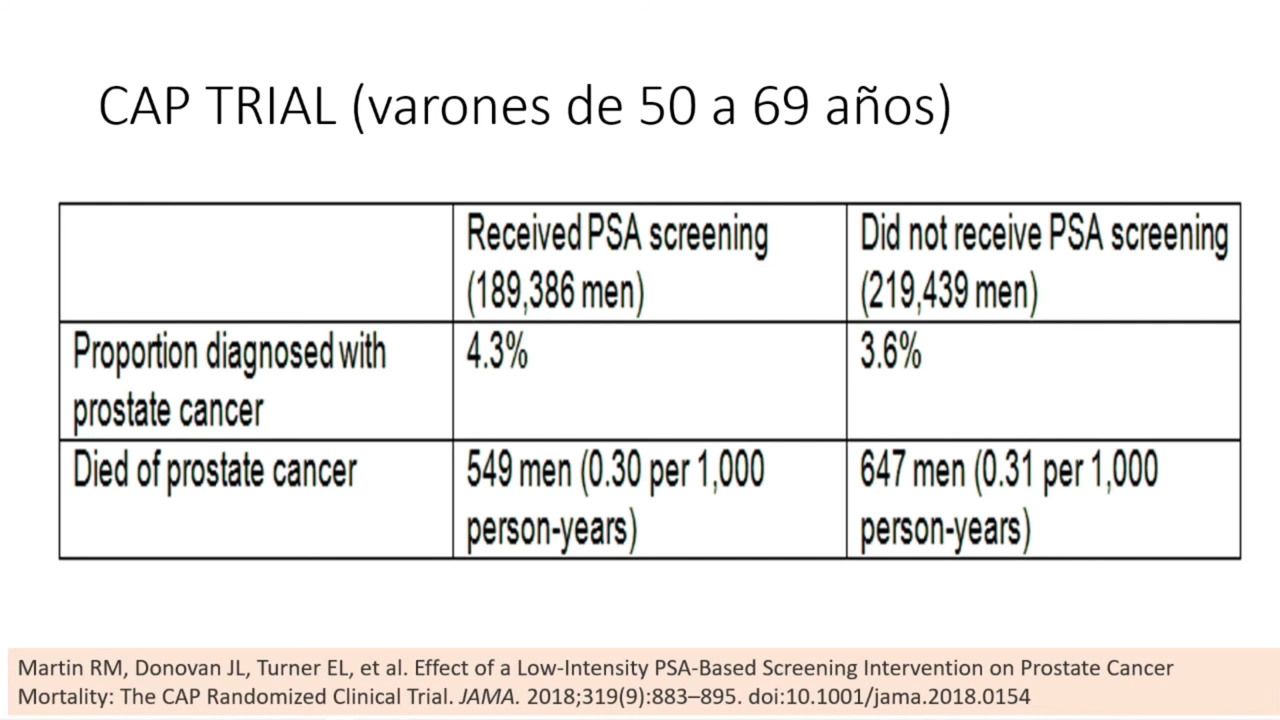 CAP TRIAL (varones de 50 a 69 años)
Received PSA screening
(189,386 men)
Did not receive PSA screening
(219,439 men)
Proportion diagnosed with
prostate cancer
4.3%
3.6%
Died of prostate cancer
549 men (0.30 per 1,000
person-years)
647 men (0.31 per 1,000
person-years)
Martin RM, Donovan JL, Turner EL, et al. Effect of a Low-Intensity PSA-Based Screening Intervention on Prostate Cancer
Mortality: The CAP Randomized Clinical Trial. JAMA. 2018;319(9):883–895. doi:10.1001/jama.2018.0154